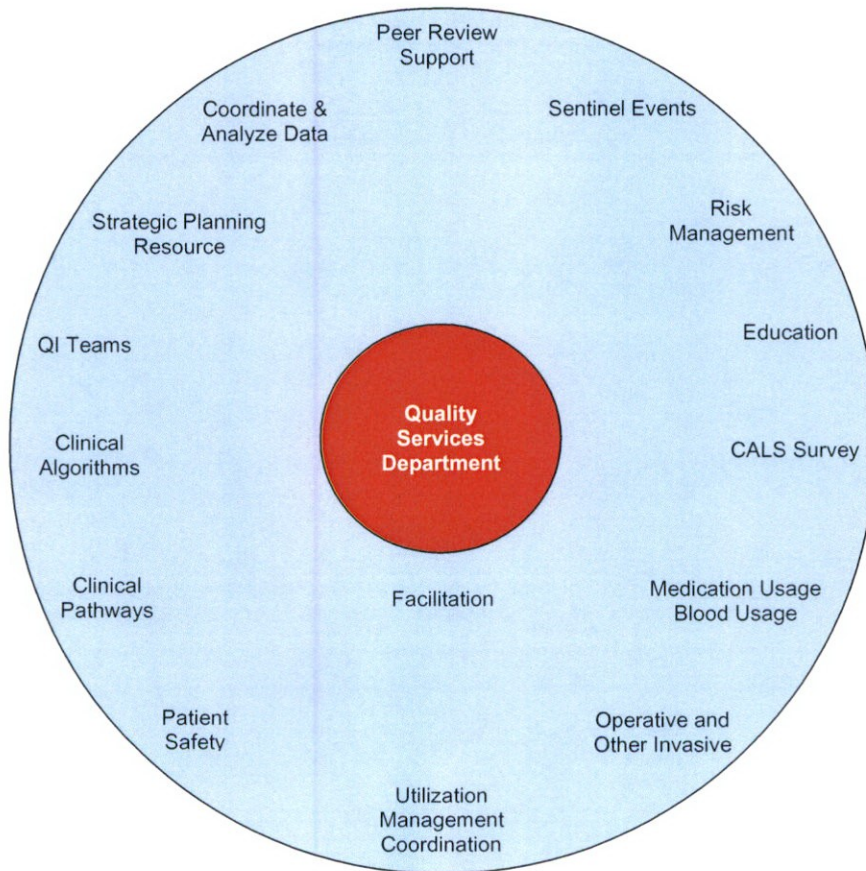 Peer Review
Support
Coordinate &
Analyze Data
Sentinel Events
Strategic Planning
Resource
Risk
Management
QI Teams
Education
Quality
Services
Department
Clinical
Algorithms
CALS Survey
Clinical
Pathways
Facilitation
Medication Usage
Blood Usage
Patient
Safety
Operative and
Other Invasive
Utilization
Management
Coordination